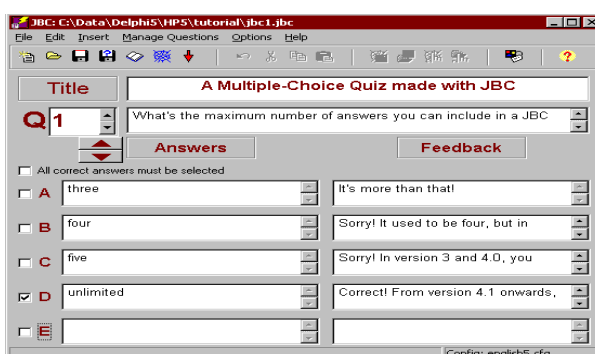 JBC: C:\Data\Delphi5\HP5\tutorial\jbc1.jbc
File Edit Insert Manage Questions Options Help
Title
A Multiple-Choice Quiz made with JBC
Q 1
What's the maximum number of answers you can include in a JBC
Answers Feedback
All correct answers must be selected
A three It's more than that!
B four Sorry! It used to be four, but in
C five Sorry! In version 3 and 4.0, you
D unlimited Correct! From version 4.1 onwards,
E
Config: english5.cfg